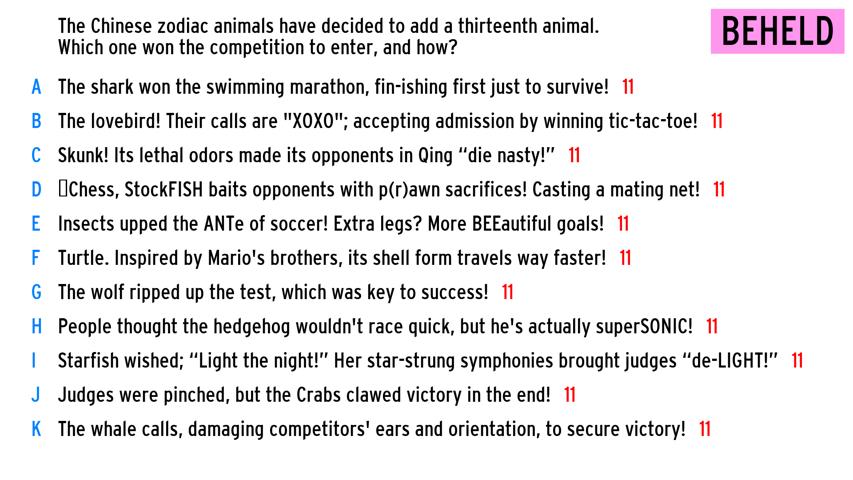 The Chinese zodiac animals have decided to add a thirteenth animal.
Which one won the competition to enter, and how?
BEHELD
A The shark won the swimming marathon, fin-ishing first just to survive! 11
B The lovebird! Their calls are "XOXO"; accepting admission by winning tic-tac-toe! 11
C Skunk! Its lethal odors made its opponents in Qing “die nasty!” 11
D Chess, StockFISH baits opponents with p(r)awn sacrifices! Casting a mating net! 11
E Insects upped the ANTe of soccer! Extra legs? More BEEautiful goals! 11
F Turtle. Inspired by Mario's brothers, its shell form travels way faster! 11
G The wolf ripped up the test, which was key to success! 11
H People thought the hedgehog wouldn't race quick, but he's actually superSONIC! 11
I Starfish wished; “Light the night!” Her star-strung symphonies brought judges “de-LIGHT!” 11
J Judges were pinched, but the Crabs clawed victory in the end! 11
K The whale calls, damaging competitors' ears and orientation, to secure victory! 11